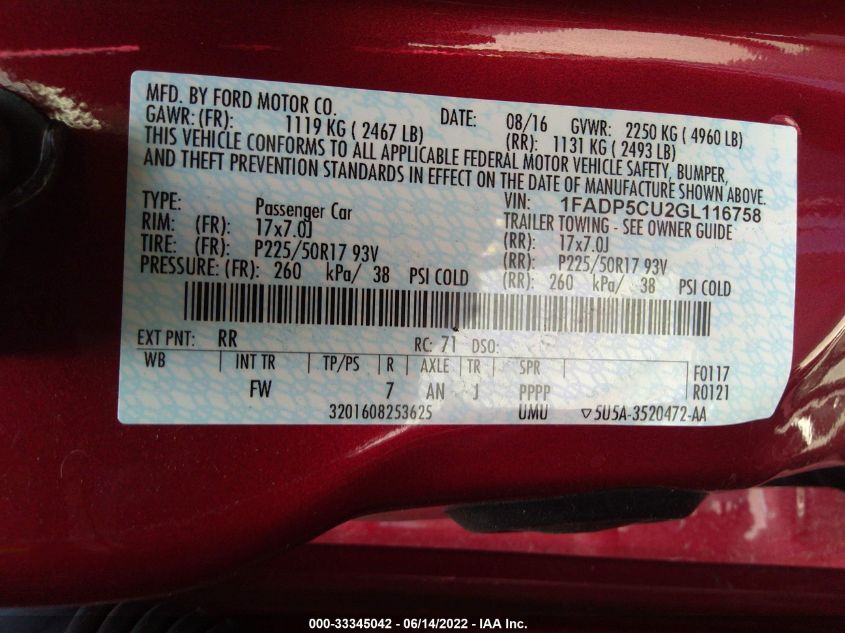 MFD. BY FORD MOTOR CO.
DATE: 08/16 GVWR: 2250 KG ( 4960 LB)
GAWR: (FR): 1119 KG ( 2467 LB) (RR): 1131 KG ( 2493 LB)
THIS VEHICLE CONFORMS TO ALL APPLICABLE FEDERAL MOTOR VEHICLE SAFETY, BUMPER,
AND THEFT PREVENTION STANDARDS IN EFFECT ON THE DATE OF MANUFACTURE SHOWN ABOVE.
VIN: 1FADP5CU2GL116758
TYPE: Passenger Car TRAILER TOWING - SEE OWNER GUIDE
RIM: (FR): 17x7.0J (RR): 17x7.0J
TIRE: (FR): P225/50R17 93V (RR): P225/50R17 93V
PRESSURE: (FR): 260 kPa/ 38 PSI COLD (RR): 260 kPa/ 38 PSI COLD
EXT PNT: RR RC: 71 DSO:
WB INT TR TP/PS R AXLE TR SPR F0117
FW 7 AN J PPPP R0121
3201608253625 UMU ▽5U5A-3520472-AA
000-33345042 - 06/14/2022 - IAA Inc.